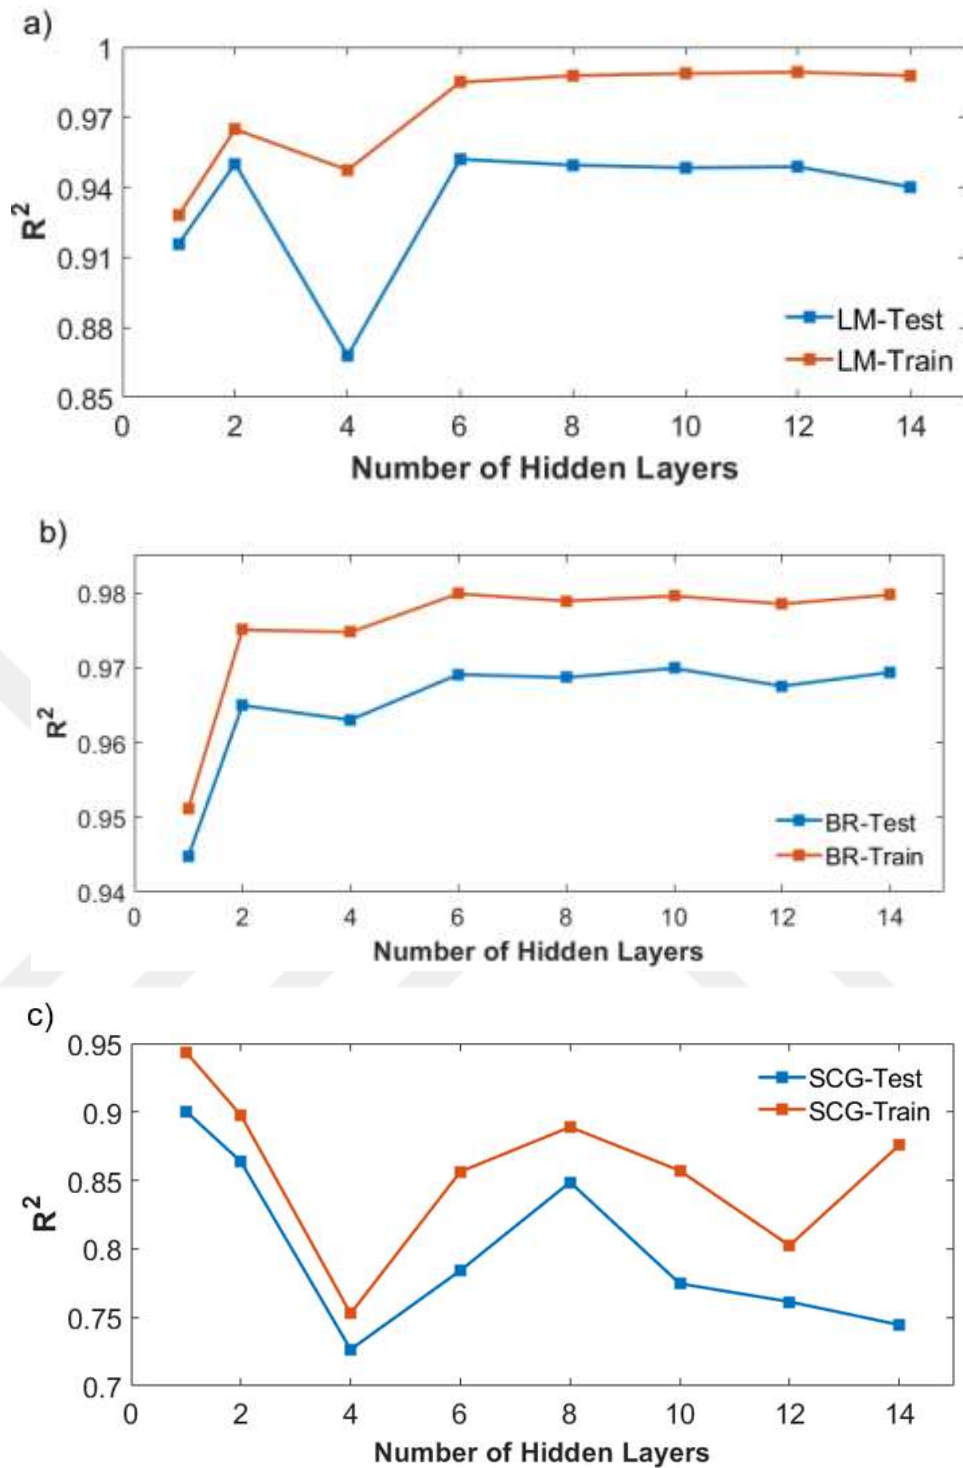 a)
1
0.97
0.94
0.91
0.88
0.85
R²
LM-Test
LM-Train
0 2 4 6 8 10 12 14
Number of Hidden Layers
b)
0.98
0.97
0.96
0.95
0.94
R²
BR-Test
BR-Train
0 2 4 6 8 10 12 14
Number of Hidden Layers
c)
0.95
0.9
0.85
0.8
0.75
0.7
R²
SCG-Test
SCG-Train
0 2 4 6 8 10 12 14
Number of Hidden Layers